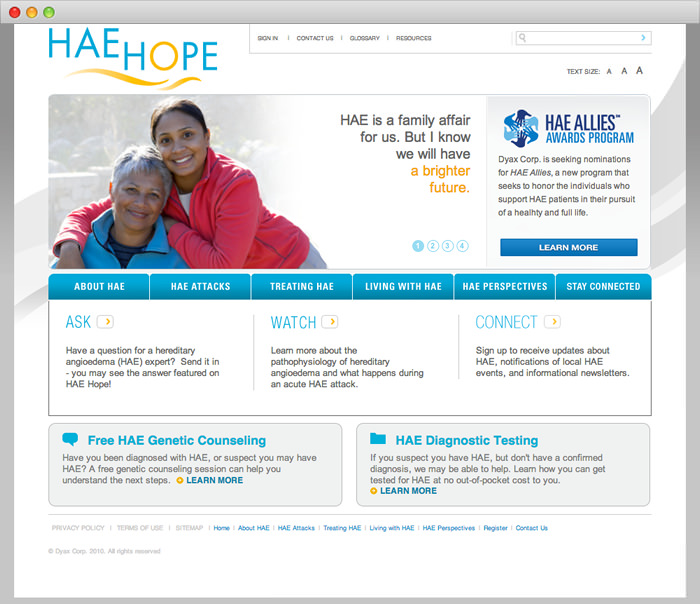 HAEHOPE
SIGN IN | CONTACT US | GLOSSARY | RESOURCES
TEXT SIZE: A A A
HAE is a family affair
for us. But I know
we will have
a brighter
future.
1 2 3 4
HAE ALLIES™
AWARDS PROGRAM
Dyax Corp. is seeking nominations
for HAE Allies, a new program that
seeks to honor the individuals who
support HAE patients in their pursuit
of a healhty and full life.
LEARN MORE
ABOUT HAE
HAE ATTACKS
TREATING HAE
LIVING WITH HAE
HAE PERSPECTIVES
STAY CONNECTED
ASK
Have a question for a hereditary
angioedema (HAE) expert? Send it in
- you may see the answer featured on
HAE Hope!
WATCH
Learn more about the
pathophysiology of hereditary
angioedema and what happens during
an acute HAE attack.
CONNECT
Sign up to receive updates about
HAE, notifications of local HAE
events, and informational newsletters.
Free HAE Genetic Counseling
Have you been diagnosed with HAE, or suspect you may have
HAE? A free genetic counseling session can help you
understand the next steps. LEARN MORE
HAE Diagnostic Testing
If you suspect you have HAE, but don't have a confirmed
diagnosis, we may be able to help. Learn how you can get
tested for HAE at no out-of-pocket cost to you.
LEARN MORE
PRIVACY POLICY | TERMS OF USE | SITEMAP | Home | About HAE | HAE Attacks | Treating HAE | Living with HAE | HAE Perspectives | Register | Contact Us
© Dyax Corp. 2010. All rights reserved